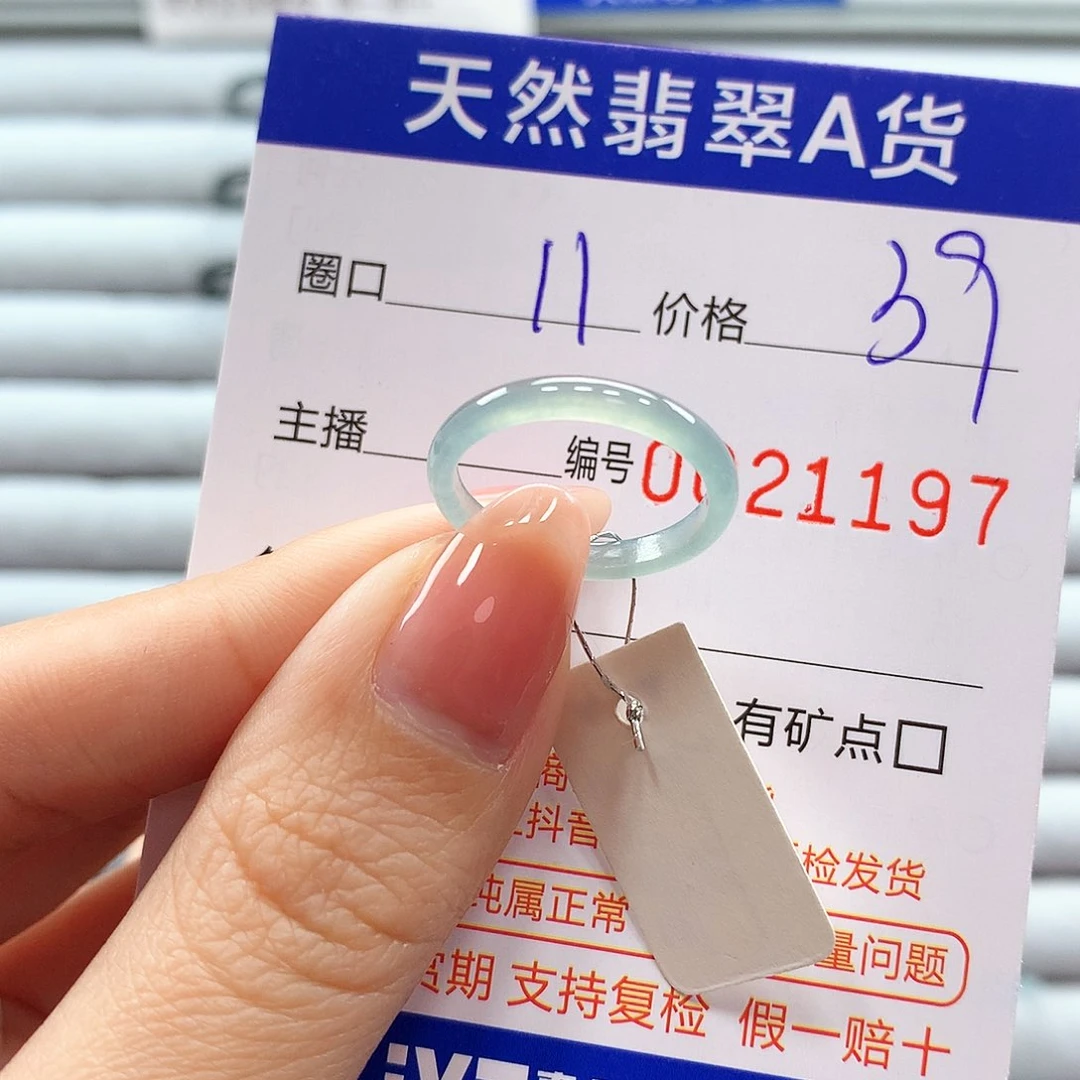 天然翡翠A货
圈口 11 价格 39
主播 编号 0021197
有矿点□
抖音 检发货
纯属正常 量问题
货期 支持复检 假一赔十